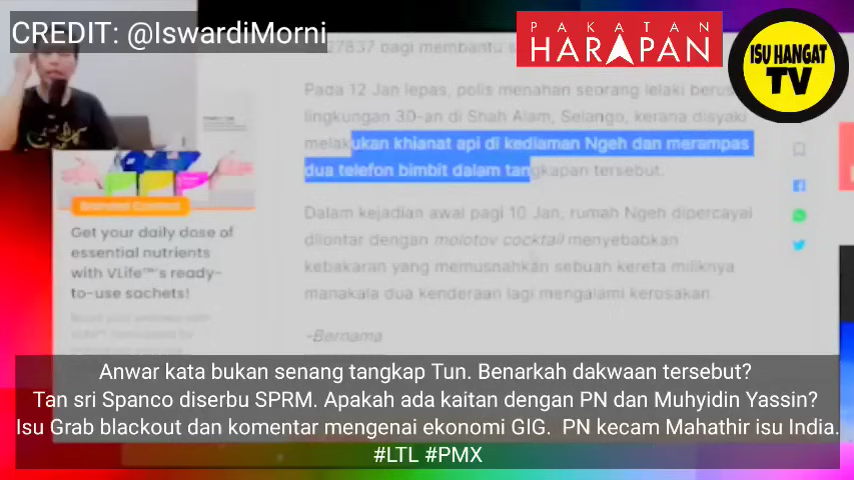 CREDIT: @IswardiMorni
PAKATAN
HARAPAN
ISU HANGAT
TV
27837 bagi membantu
Pada 12 Jan lepas, polis menahan seorang lelaki berus
lingkungan 30-an di Shah Alam, Selango, kerana disyaki
melakukan khianat api di kediaman Ngeh dan merampas
dua telefon bimbit dalam tangkapan tersebut.
Dalam kejadian awal pagi 10 Jan, rumah Ngeh dipercayai
dilontar dengan molotov cocktail menyebabkan
kebakaran yang memusnahkan sebuah kereta miliknya
manakala dua kenderaan lagi mengalami kerosakan.
-Bernama
Branded Content
Get your daily dose of
essential nutrients
with VLife™'s ready-
to-use sachets!
Anwar kata bukan senang tangkap Tun. Benarkah dakwaan tersebut?
Tan sri Spanco diserbu SPRM. Apakah ada kaitan dengan PN dan Muhyidin Yassin?
Isu Grab blackout dan komentar mengenai ekonomi GIG. PN kecam Mahathir isu India.
#LTL #PMX